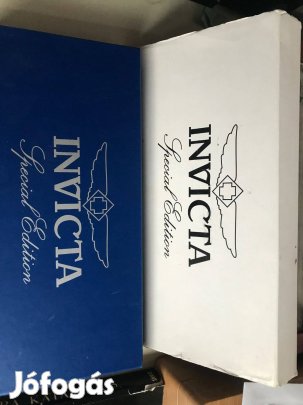 INVICTA
Special Edition
INVICTA
Special Edition
Jófogás